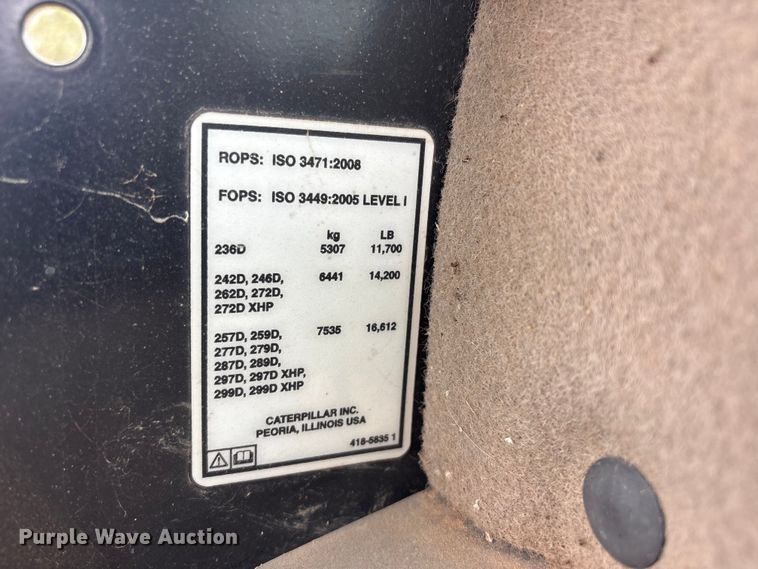 ROPS: ISO 3471:2008
FOPS: ISO 3449:2005 LEVEL I
kg LB
236D 5307 11,700
242D, 246D, 6441 14,200
262D, 272D,
272D XHP
257D, 259D, 7535 16,612
277D, 279D,
287D, 289D,
297D, 297D XHP,
299D, 299D XHP
CATERPILLAR INC.
PEORIA, ILLINOIS USA
418-5835 1
Purple Wave Auction®